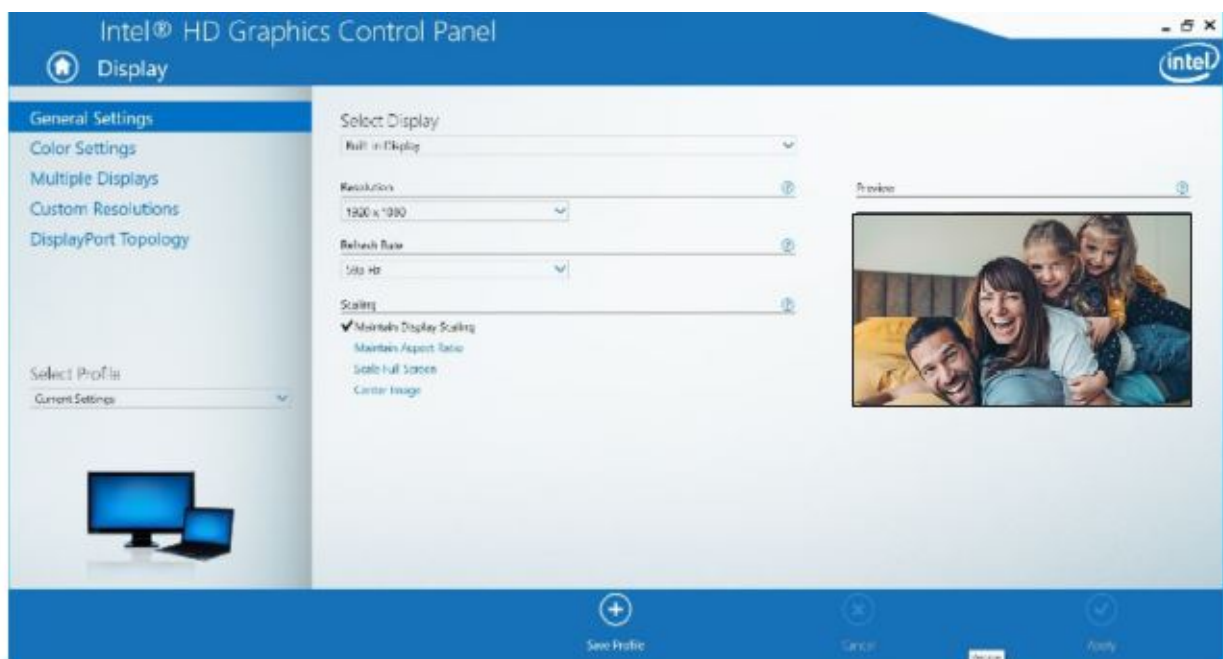 Intel® HD Graphics Control Panel
Display
intel
General Settings
Color Settings
Multiple Displays
Custom Resolutions
DisplayPort Topology
Select Profile
Current Settings
Select Display
Built-in Display
Resolution
1920 x 1080
Refresh Rate
Hz
Scaling
Maintain Display Scaling
Maintain Aspect Ratio
Scale Full Screen
Center Image
Preview
Save Profile
Cancel
Apply